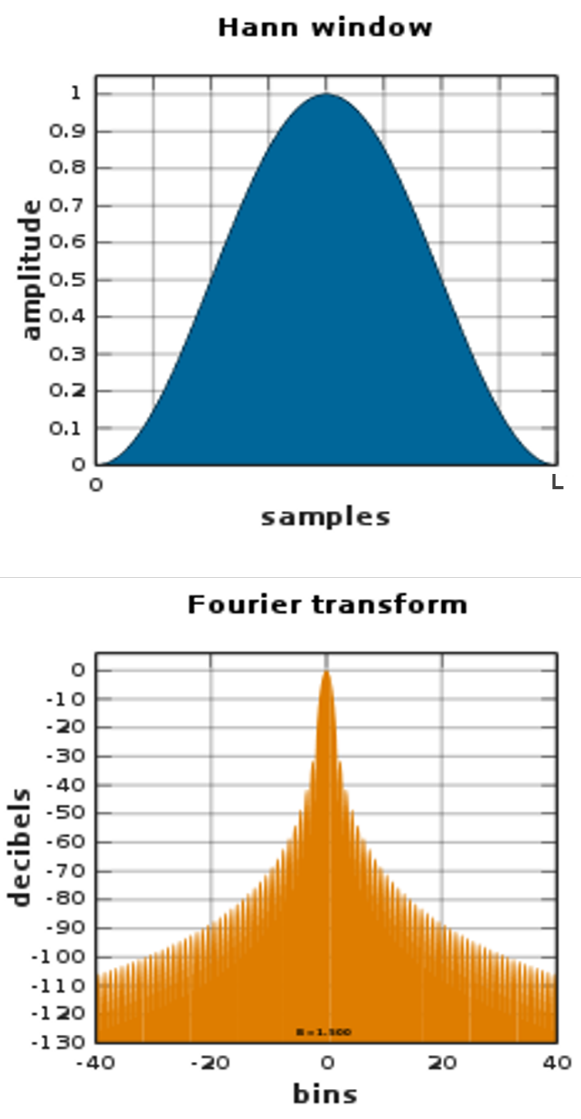 Hann window
1
0.9
0.8
0.7
0.6
0.5
0.4
0.3
0.2
0.1
0
amplitude
0 L
samples
Fourier transform
0
-10
-20
-30
-40
-50
-60
-70
-80
-90
-100
-110
-120
-130
decibels
B = 1.500
-40 -20 0 20 40
bins